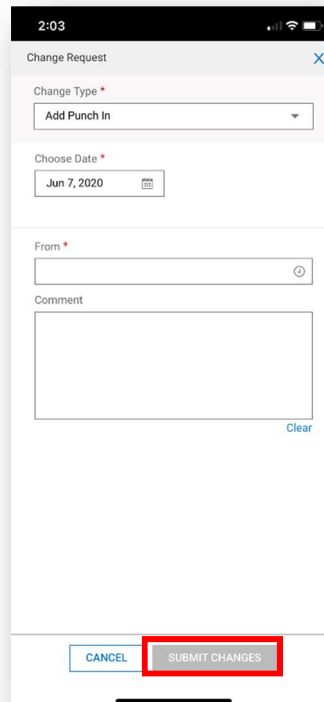 2:03
Change Request
Change Type *
Add Punch In
Choose Date *
Jun 7, 2020
From *
Comment
Clear
CANCEL SUBMIT CHANGES